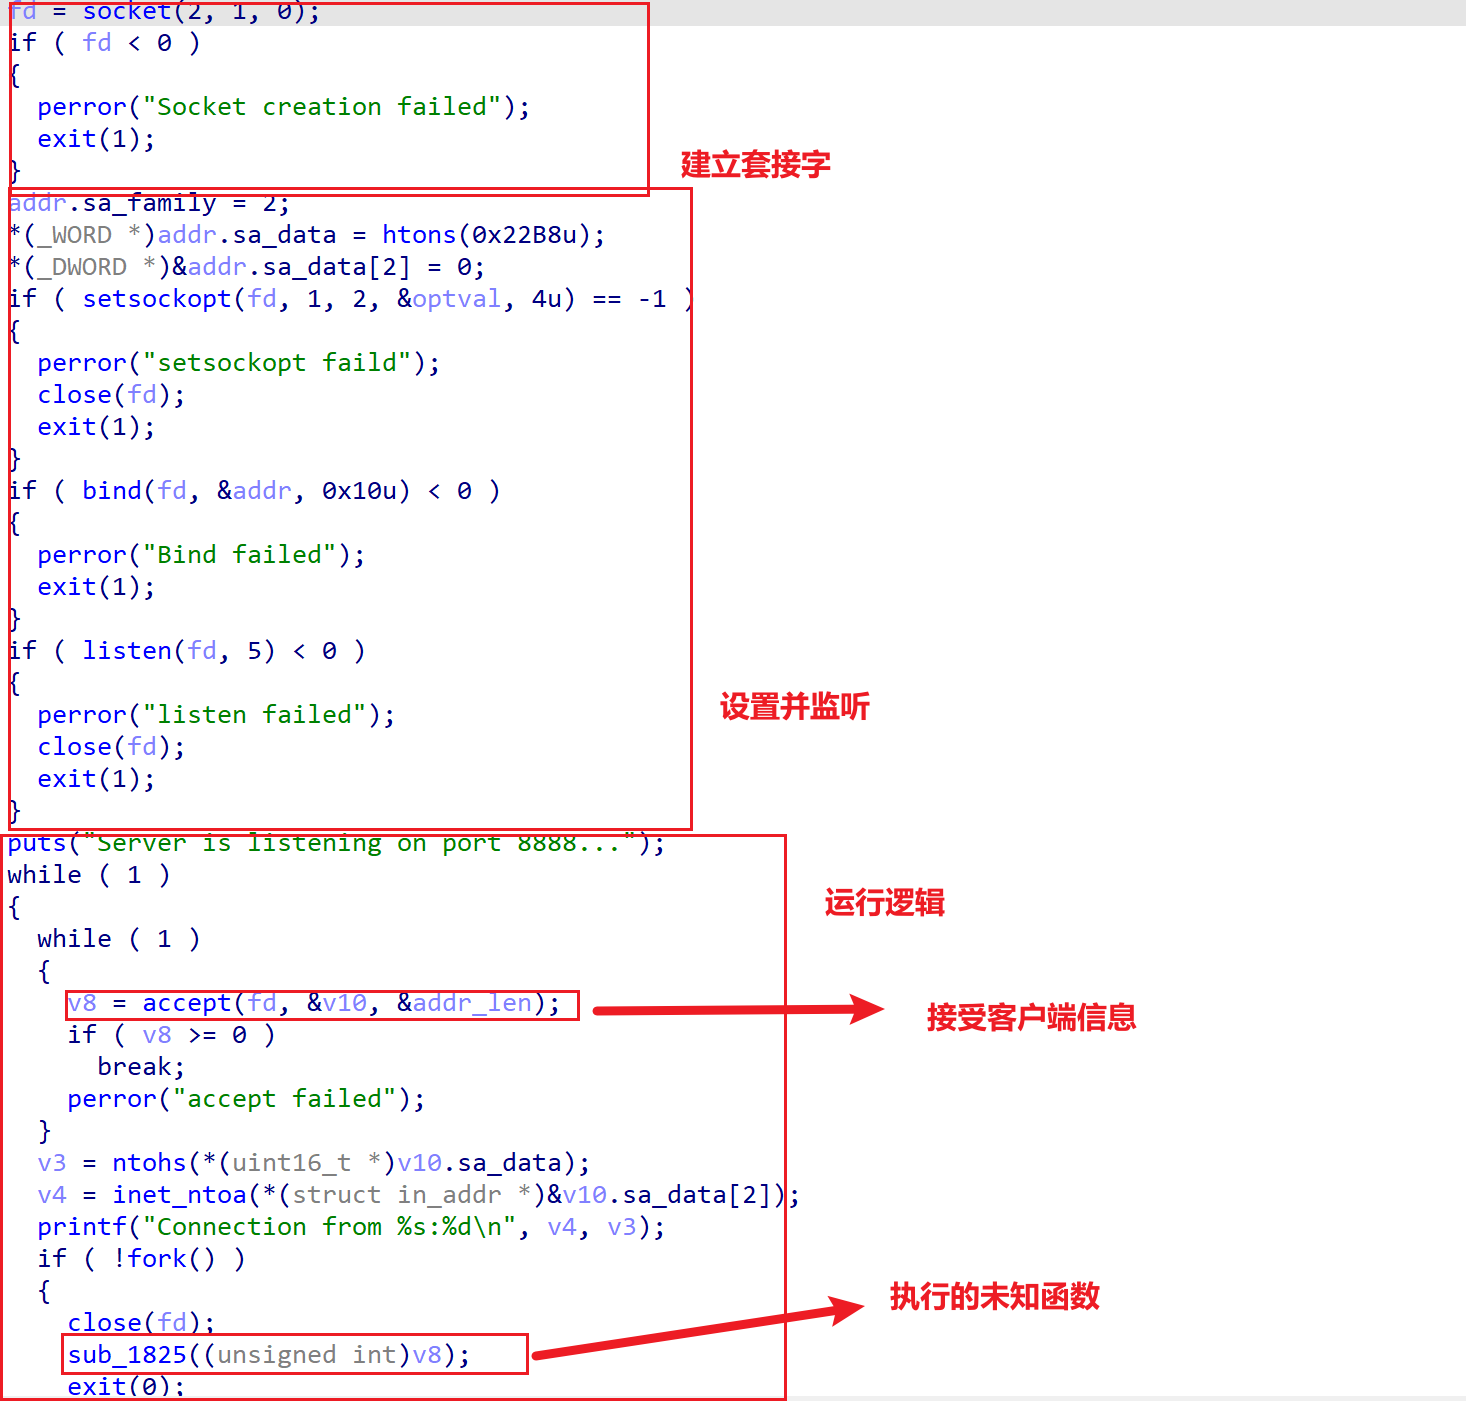 fd = socket(2, 1, 0);
if ( fd < 0 )
{
perror("Socket creation failed");
exit(1);
}
建立套接字
addr.sa_family = 2;
*(_WORD *)addr.sa_data = htons(0x22B8u);
*(_DWORD *)&addr.sa_data[2] = 0;
if ( setsockopt(fd, 1, 2, &optval, 4u) == -1 )
{
perror("setsockopt faild");
close(fd);
exit(1);
}
if ( bind(fd, &addr, 0x10u) < 0 )
{
perror("Bind failed");
exit(1);
}
if ( listen(fd, 5) < 0 )
{
perror("listen failed");
close(fd);
exit(1);
}
设置并监听
puts("Server is listening on port 8888...");
while ( 1 )
{
运行逻辑
while ( 1 )
{
v8 = accept(fd, &v10, &addr_len);
接受客户端信息
if ( v8 >= 0 )
break;
perror("accept failed");
}
v3 = ntohs(*(uint16_t *)v10.sa_data);
v4 = inet_ntoa(*(struct in_addr *)&v10.sa_data[2]);
printf("Connection from %s:%d\n", v4, v3);
if ( !fork() )
{
close(fd);
执行的未知函数
sub_1825((unsigned int)v8);
exit(0);